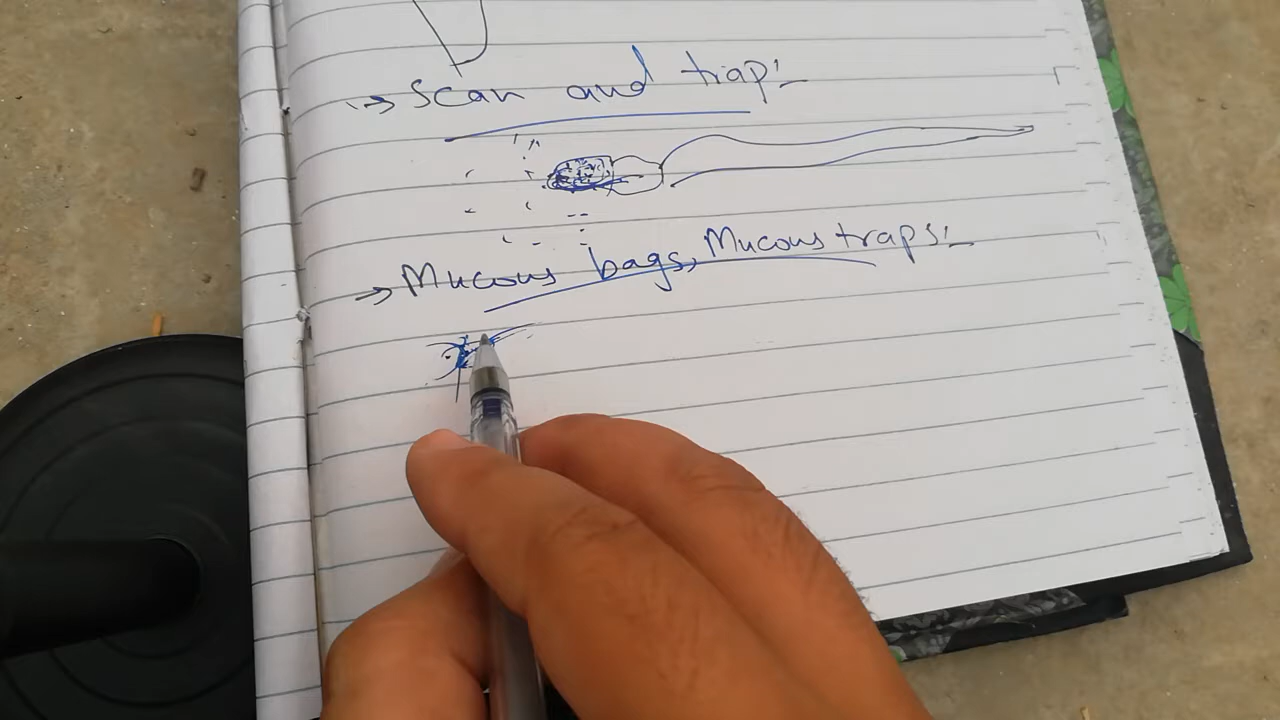 → Scan and trap:-
→ Mucous bags, Mucous traps:-